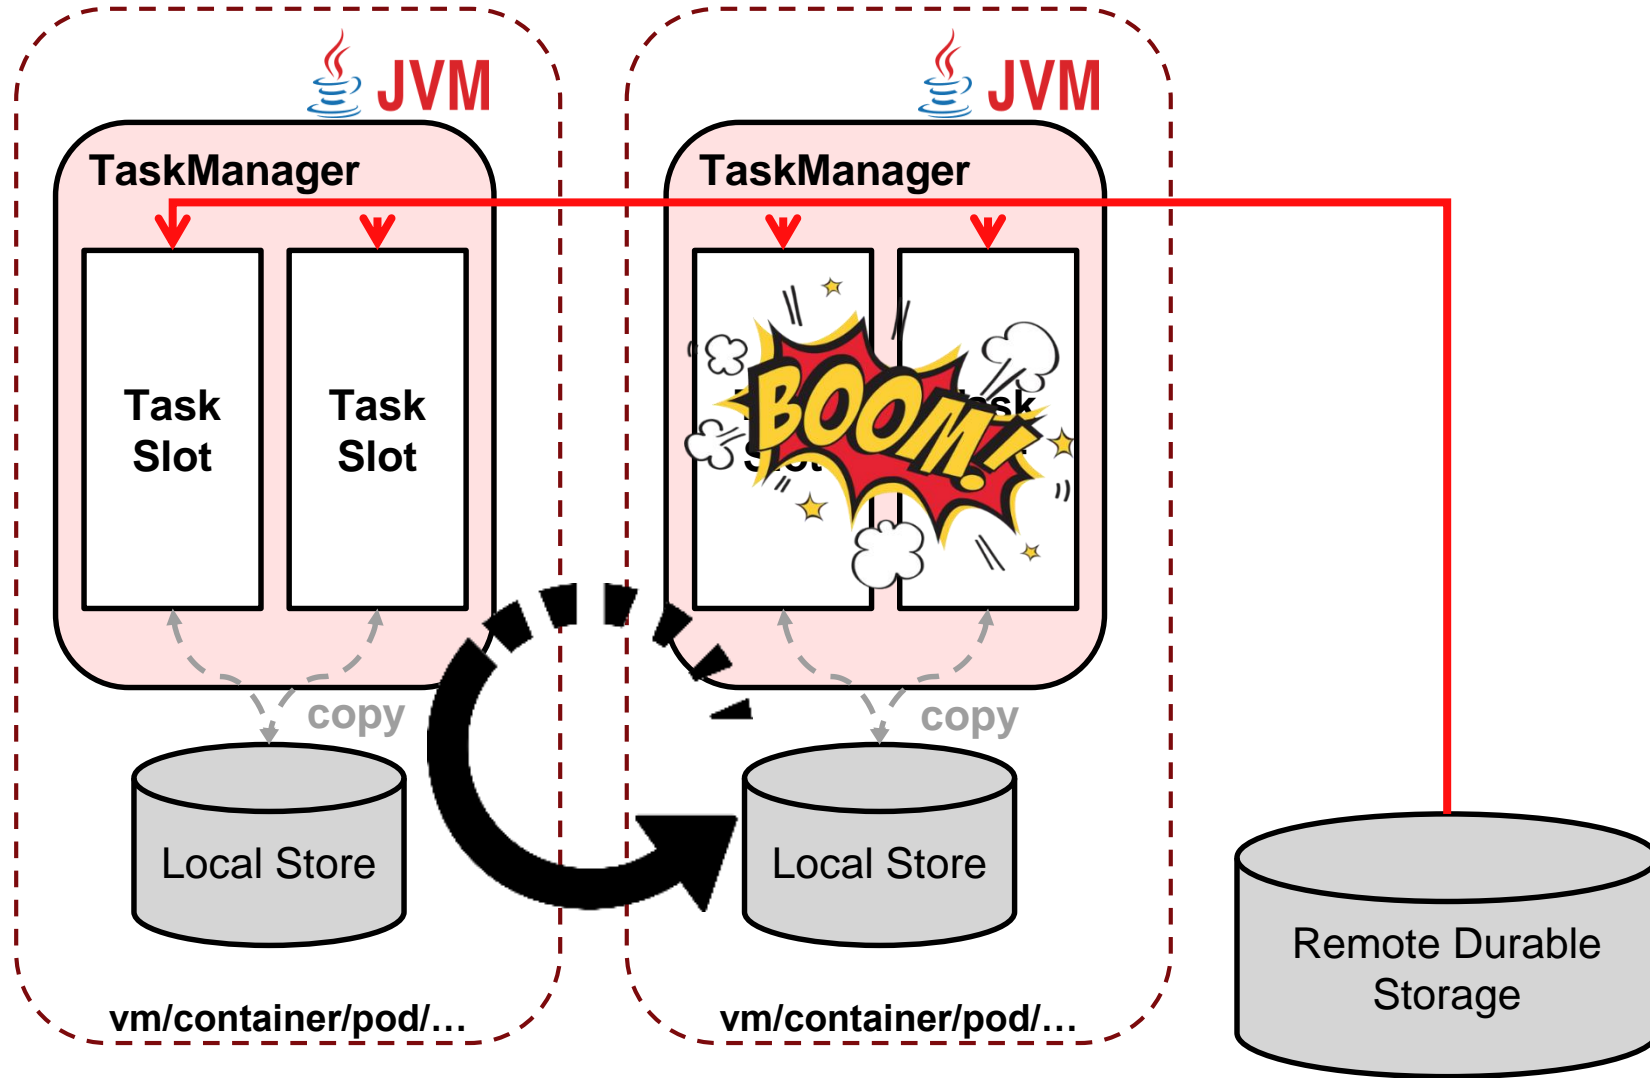 JVM
JVM
TaskManager
TaskManager
Task
Slot
Task
Slot
BOOM!
copy
copy
Local Store
Local Store
Remote Durable
Storage
vm/container/pod/…
vm/container/pod/…